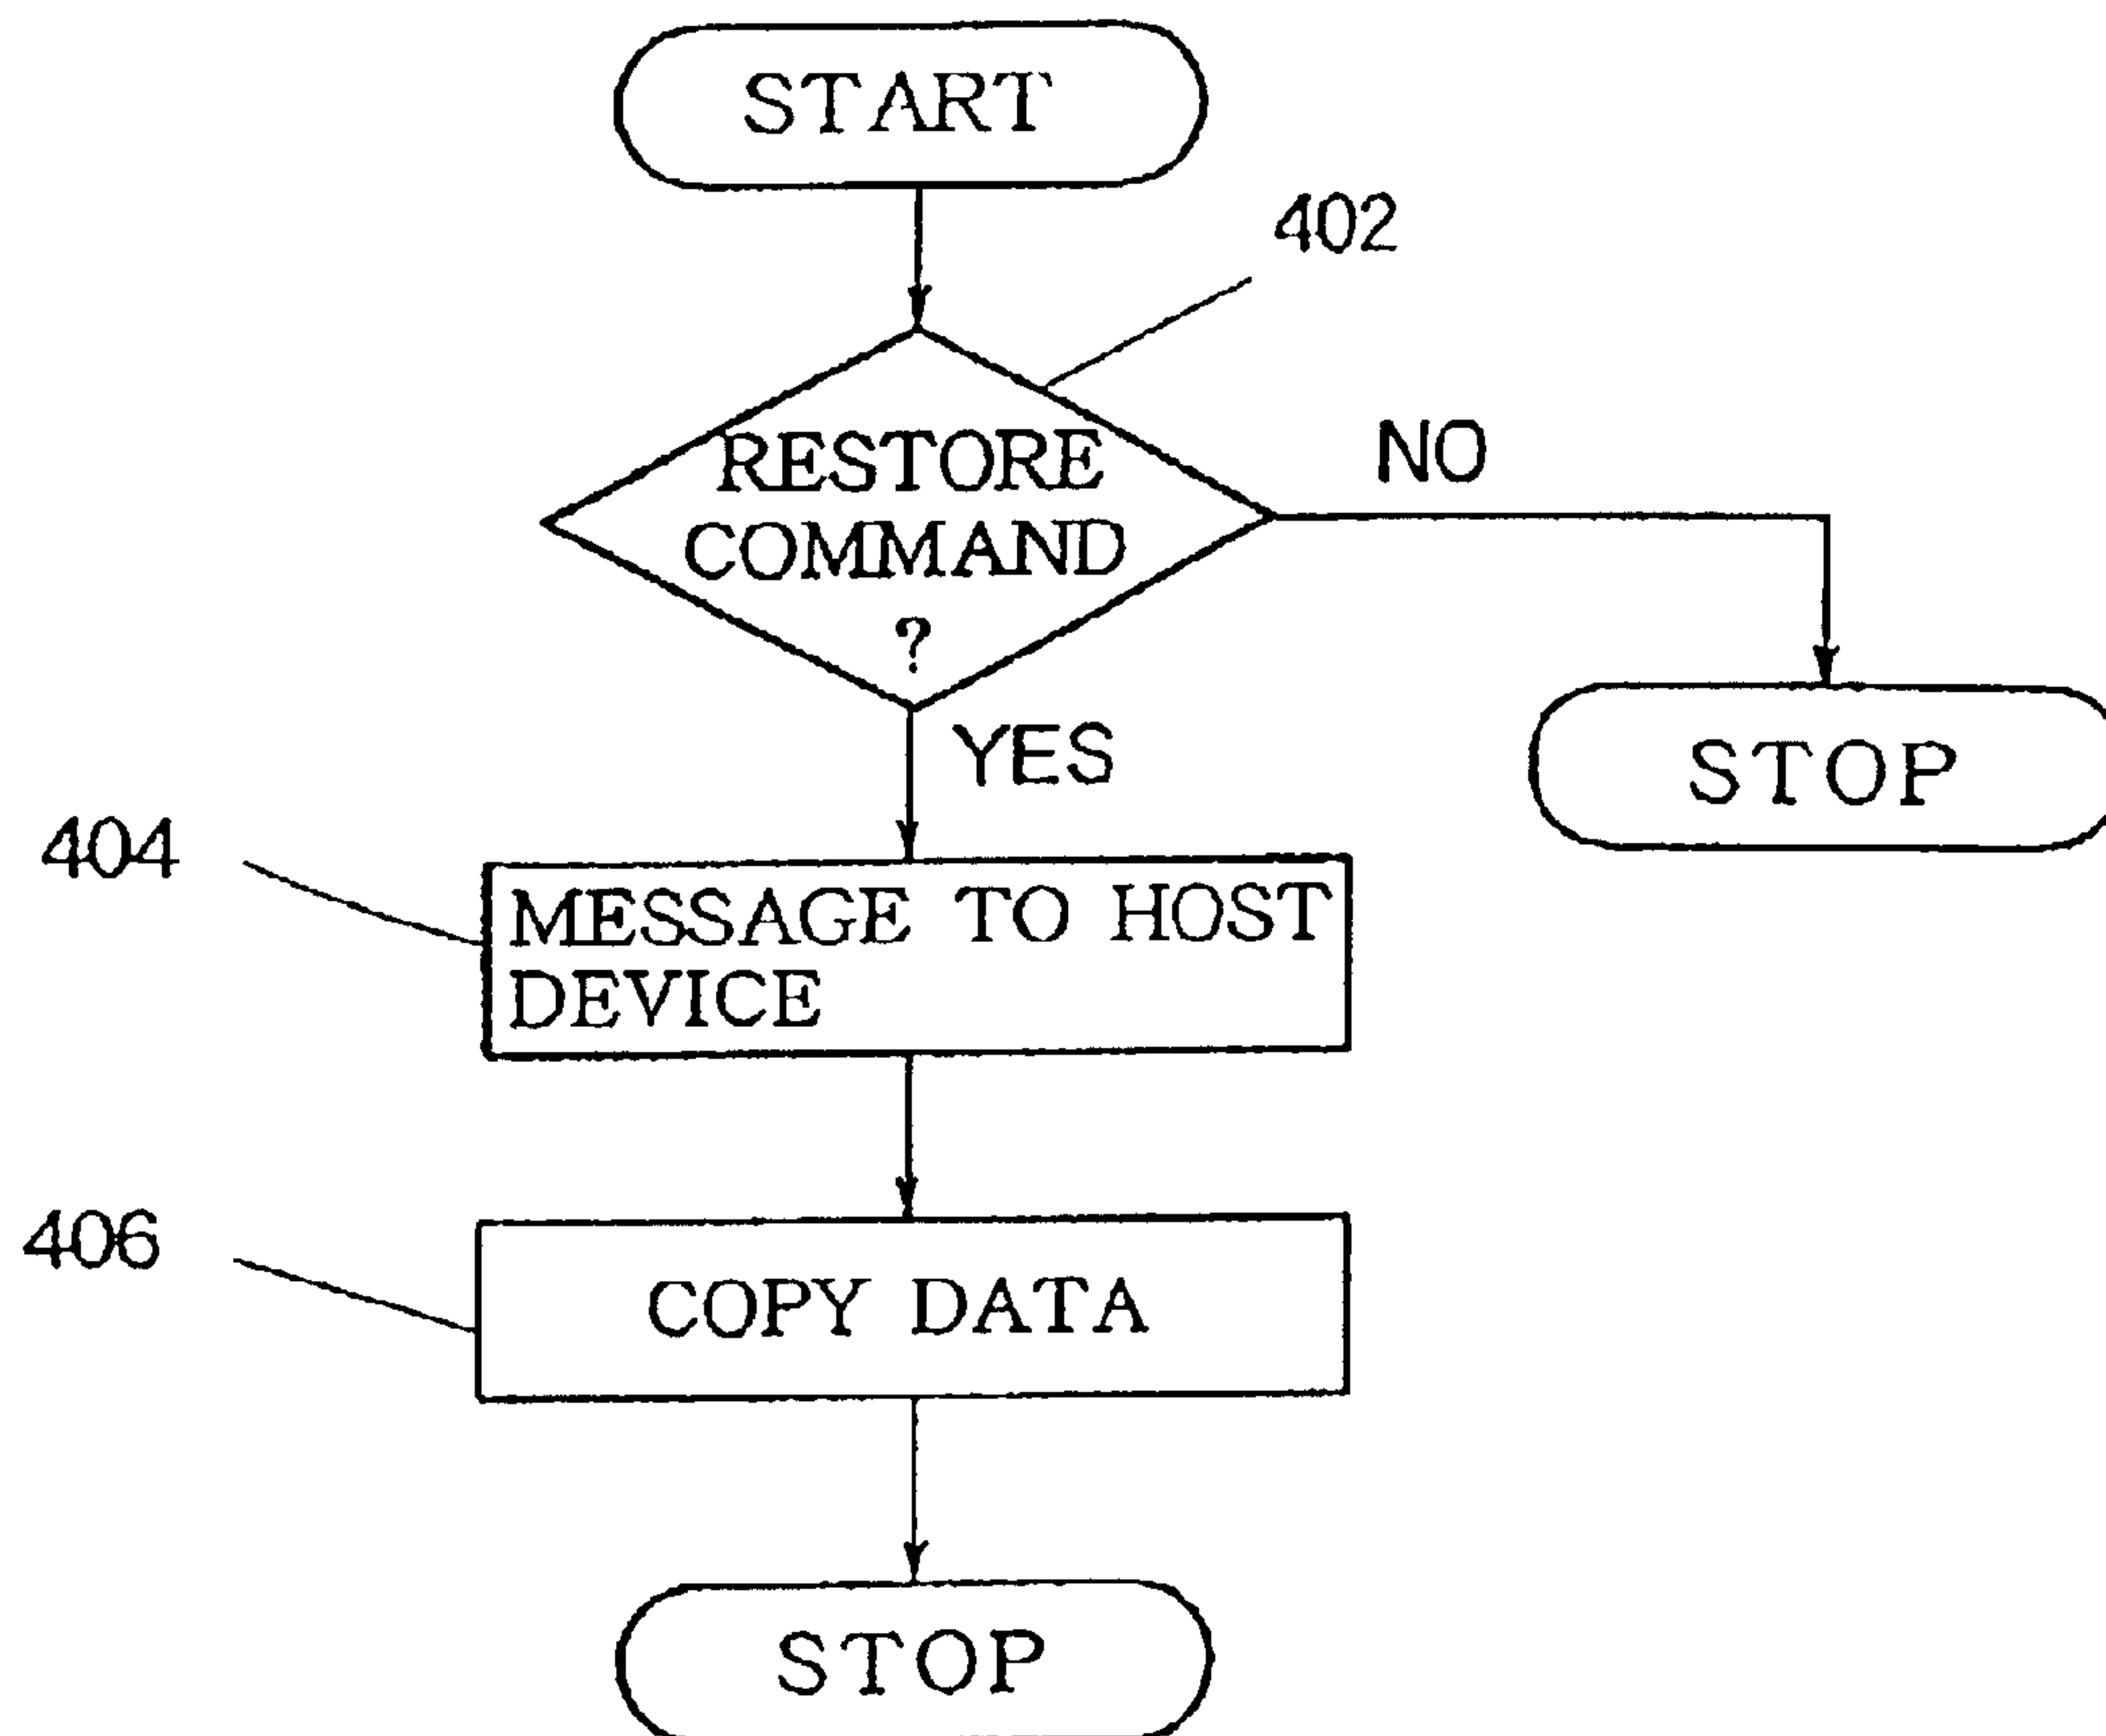 START
402
RESTORE
COMMAND
?
NO
YES
STOP
404
MESSAGE TO HOST
DEVICE
406
COPY DATA
STOP